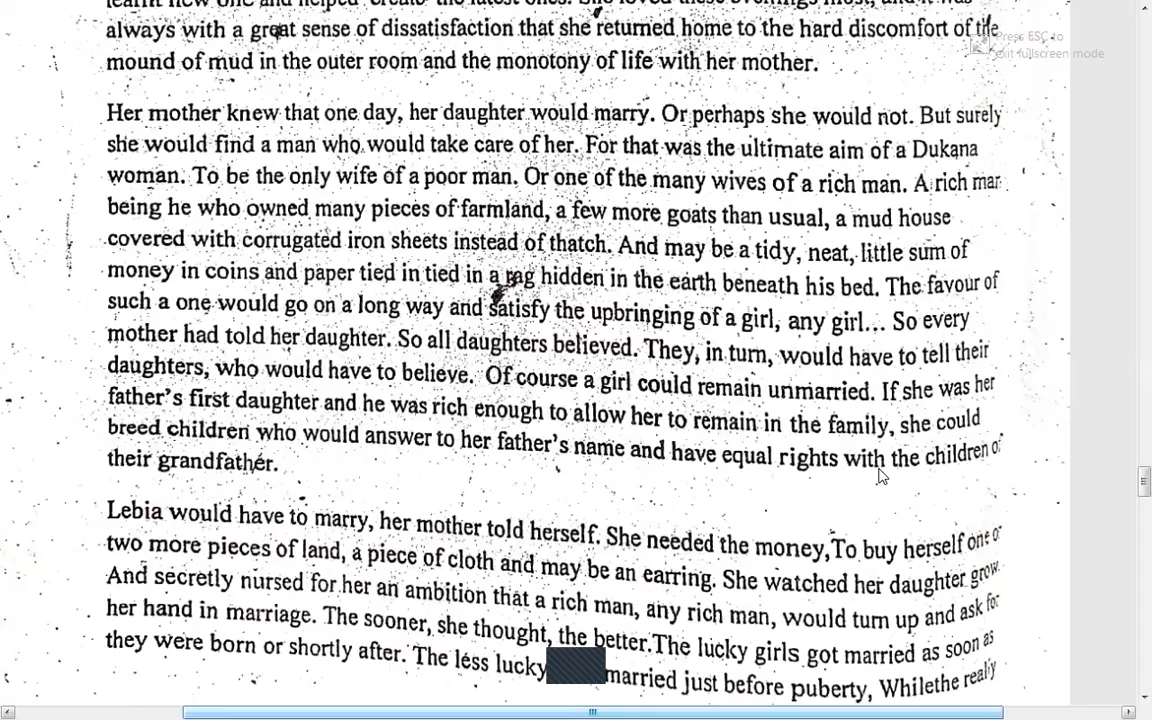 always with a great sense of dissatisfaction that she returned home to the hard discomfort of the
mound of mud in the outer room and the monotony of life with her mother.
Press ESC to
exit fullscreen mode
Her mother knew that one day, her daughter would marry. Or perhaps she would not. But surely
she would find a man who would take care of her. For that was the ultimate aim of a Dukana
woman. To be the only wife of a poor man. Or one of the many wives of a rich man. A rich man
being he who owned many pieces of farmland, a few more goats than usual, a mud house
covered with corrugated iron sheets instead of thatch. And may be a tidy, neat, little sum of
money in coins and paper tied in tied in a rag hidden in the earth beneath his bed. The favour of
such a one would go on a long way and satisfy the upbringing of a girl, any girl... So every
mother had told her daughter. So all daughters believed. They, in turn, would have to tell their
daughters, who would have to believe. Of course a girl could remain unmarried. If she was her
father's first daughter and he was rich enough to allow her to remain in the family, she could
breed children who would answer to her father's name and have equal rights with the children of
their grandfather.
Lebia would have to marry, her mother told herself. She needed the money,To buy herself one or
two more pieces of land, a piece of cloth and may be an earring. She watched her daughter grow.
And secretly nursed for her an ambition that a rich man, any rich man, would turn up and ask for
her hand in marriage. The sooner, she thought, the better.The lucky girls got married as soon as
they were born or shortly after. The less lucky married just before puberty, Whilethe really